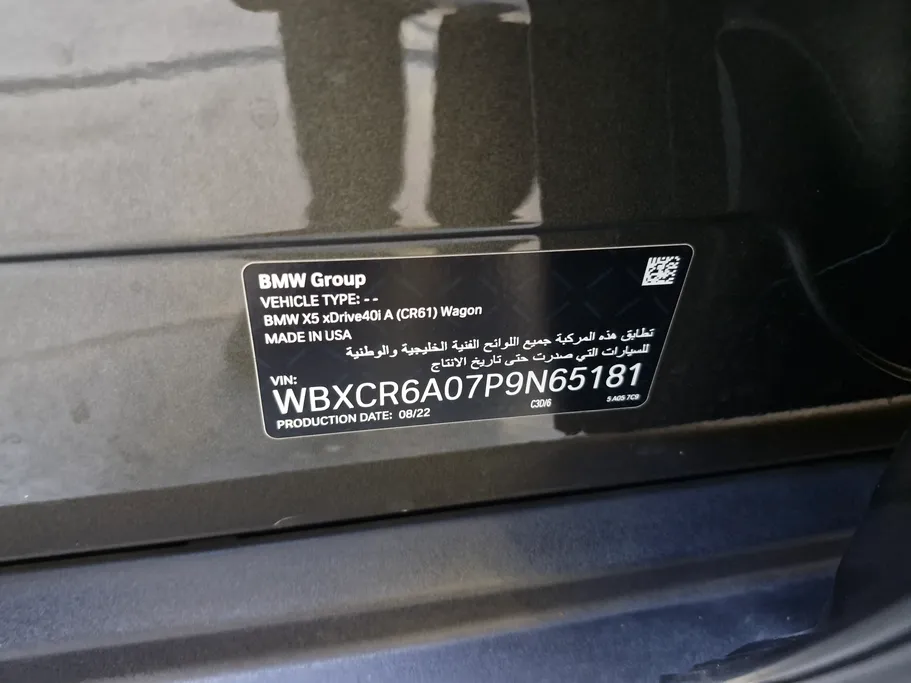 BMW Group
VEHICLE TYPE: - -
BMW X5 xDrive40i A (CR61) Wagon
MADE IN USA
تطابق هذه المركبة جميع اللوائح الفنية الخليجية والوطنية
للسيارات التي صدرت حتى تاريخ الانتاج
VIN:
WBXCR6A07P9N65181
PRODUCTION DATE: 08/22
C3D/6
5 A05 7C9